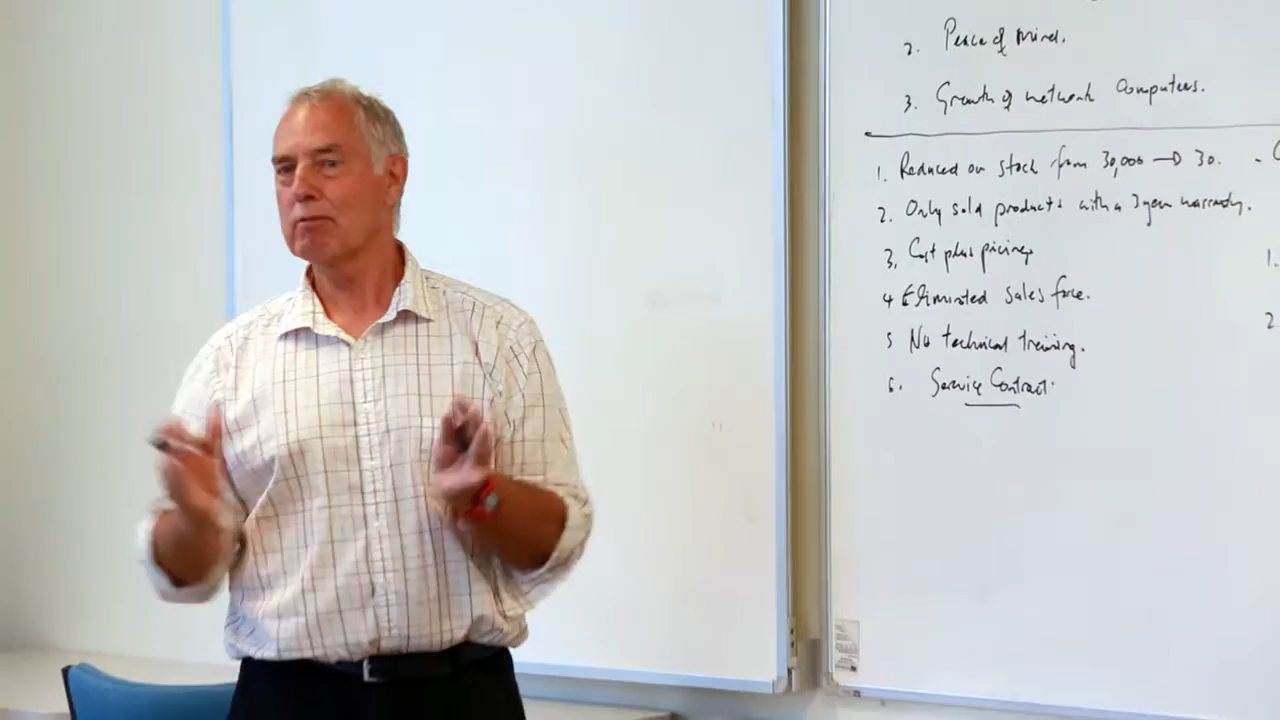 2. Peace of Mind.
3. Growth of network Computers.
1. Reduced on stock from 30,000 → 30. -
2. Only sold products with a 3 year warranty.
3, Cost plus pricing
4 Eliminated sales force.
5 No technical training.
6. Service Contract.
1.
2